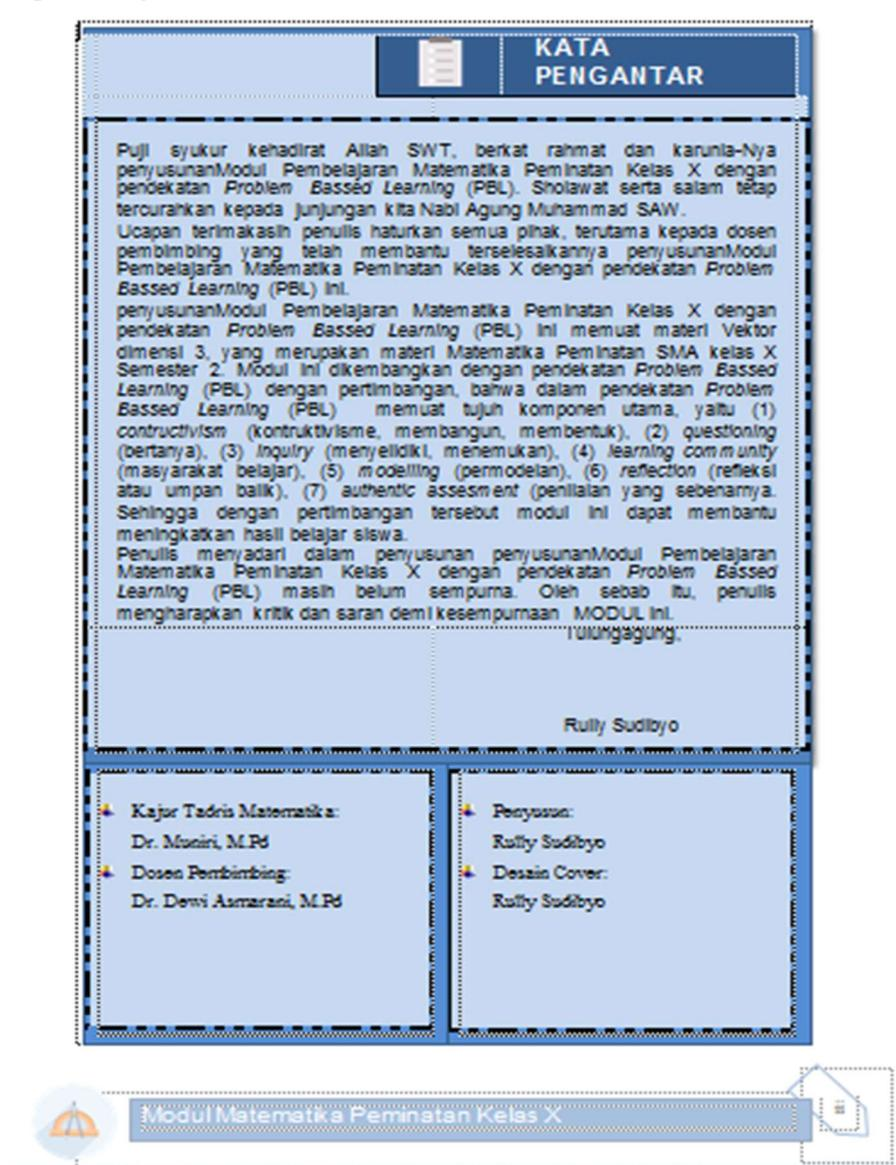 KATA
PENGANTAR
Puji syukur kehadirat Allah SWT, berkat rahmat dan karunia-Nya
penyusunanModul Pembelajaran Matematika Peminatan Kelas X dengan
pendekatan Problem Bassed Learning (PBL). Sholawat serta salam tetap
tercurahkan kepada junjungan kita Nabi Agung Muhammad SAW.
Ucapan terimakasih penulis haturkan semua pihak, terutama kepada dosen
pembimbing yang telah membantu terselesaikannya penyusunanModul
Pembelajaran Matematika Peminatan Kelas X dengan pendekatan Problem
Bassed Learning (PBL) ini.
penyusunanModul Pembelajaran Matematika Peminatan Kelas X dengan
pendekatan Problem Bassed Learning (PBL) ini memuat materi Vektor
dimensi 3, yang merupakan materi Matematika Peminatan SMA kelas X
Semester 2. Modul ini dikembangkan dengan pendekatan Problem Bassed
Learning (PBL) dengan pertimbangan, bahwa dalam pendekatan Problem
Bassed Learning (PBL) memuat tujuh komponen utama, yaitu (1)
contructivism (kontruktivisme, membangun, membentuk), (2) questioning
(bertanya), (3) inquiry (menyelidiki, menemukan), (4) learning community
(masyarakat belajar), (5) modelling (permodelan), (6) reflection (refleksi
atau umpan balik), (7) authentic assesment (penilaian yang sebenarnya.
Sehingga dengan pertimbangan tersebut modul ini dapat membantu
meningkatkan hasil belajar siswa.
Penulis menyadari dalam penyusunan penyusunanModul Pembelajaran
Matematika Peminatan Kelas X dengan pendekatan Problem Bassed
Learning (PBL) masih belum sempurna. Oleh sebab itu, penulis
mengharapkan kritik dan saran demi kesempurnaan MODUL ini.
Tulungagung,
Rully Sudibyo
Kajur Tadris Matematika:
Dr. Muniri, M.Pd
Dosen Pembimbing:
Dr. Dewi Asmarani, M.Pd
Penyusun:
Rully Sudibyo
Desain Cover:
Rully Sudibyo
Modul Matematika Peminatan Kelas X